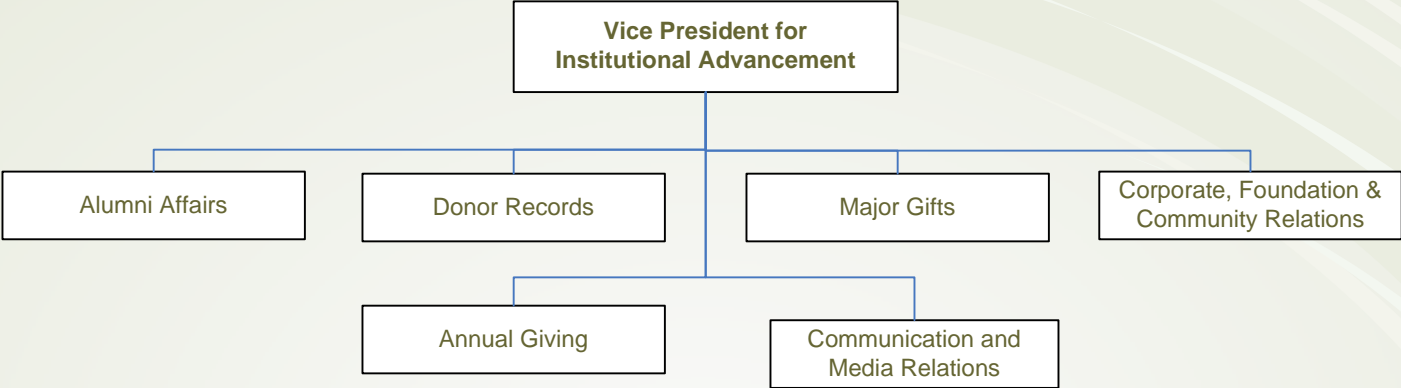 Vice President for
Institutional Advancement
Alumni Affairs
Donor Records
Major Gifts
Corporate, Foundation &
Community Relations
Annual Giving
Communication and
Media Relations